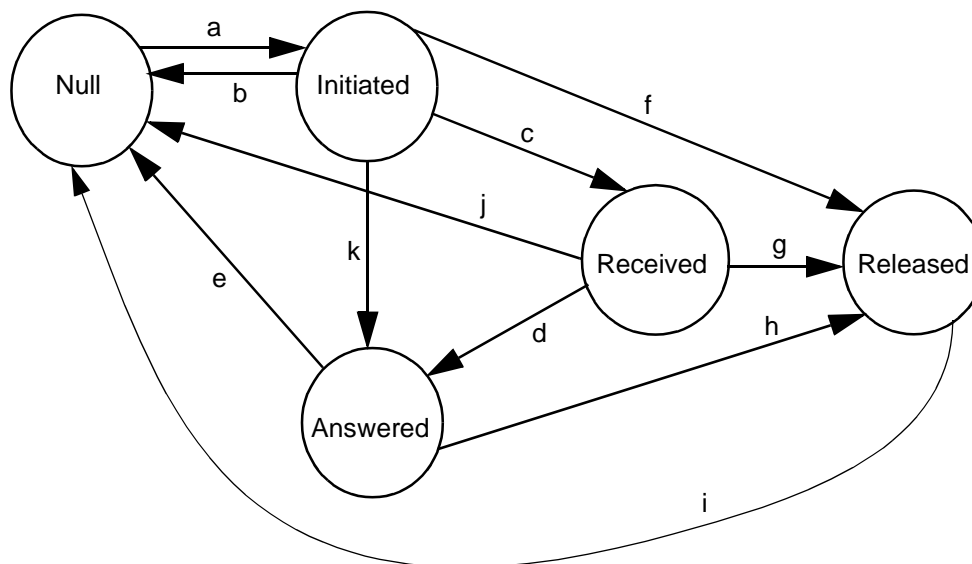 a
Null
Initiated
b
f
c
j
k
Received
g
Released
e
d
h
Answered
i